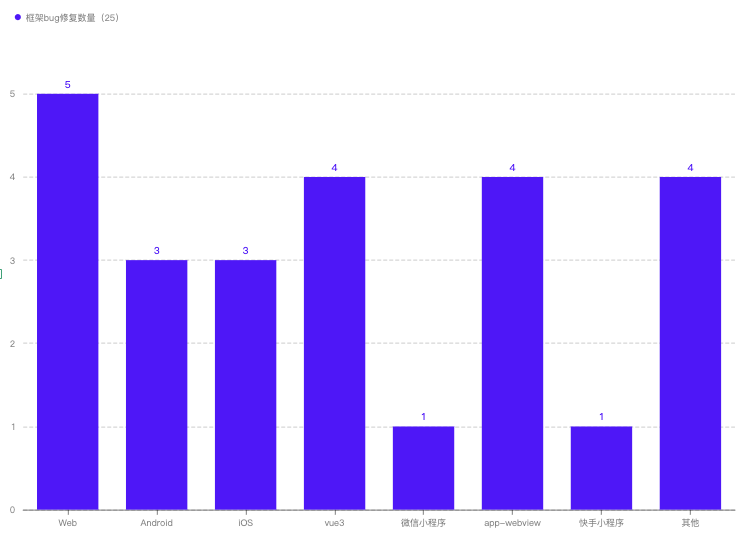 框架bug修复数量（25）
5
5
4
4
4
4
3
3
3
2
1
1
1
0
Web
Android
iOS
vue3
微信小程序
app-webview
快手小程序
其他